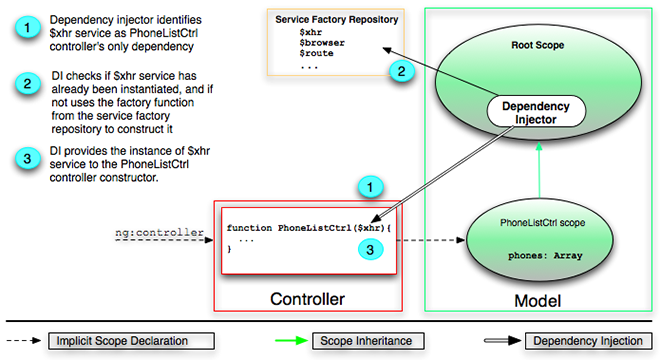 1
Dependency injector identifies
$xhr service as PhoneListCtrl
controller's only dependency
2
DI checks if $xhr service has
already been instantiated, and if
not uses the factory function
from the service factory
repository to construct it
3
DI provides the instance of $xhr
service to the PhoneListCtrl
controller constructor.
Service Factory Repository
$xhr
$browser
$route
...
2
Root Scope
Dependency
Injector
1
ng:controller
function PhoneListCtrl($xhr){
...
}
3
Controller
PhoneListCtrl scope
phones: Array
Model
Implicit Scope Declaration
Scope Inheritance
Dependency Injection